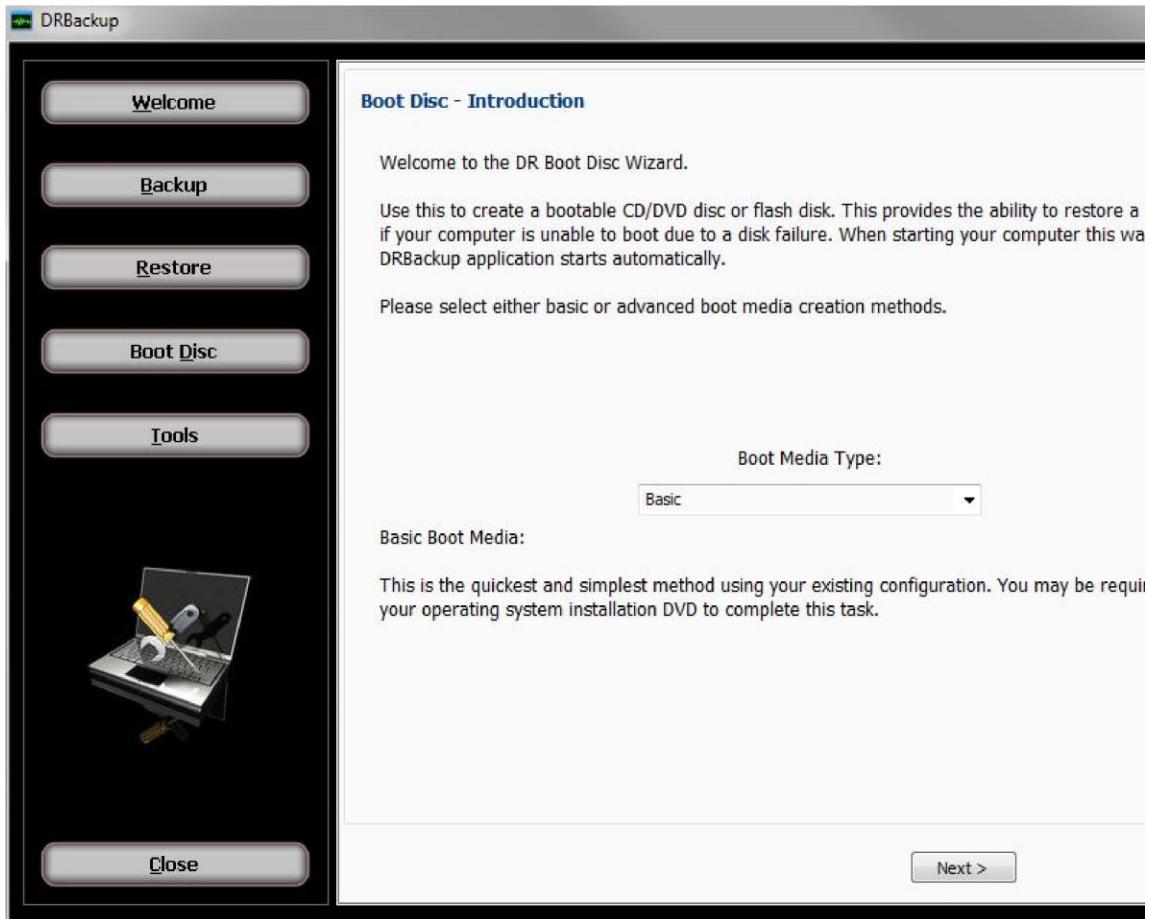 DRBackup
Welcome
Backup
Restore
Boot Disc
Tools
Close
Boot Disc - Introduction
Welcome to the DR Boot Disc Wizard.
Use this to create a bootable CD/DVD disc or flash disk. This provides the ability to restore a
if your computer is unable to boot due to a disk failure. When starting your computer this wa
DRBackup application starts automatically.
Please select either basic or advanced boot media creation methods.
Boot Media Type:
Basic
Basic Boot Media:
This is the quickest and simplest method using your existing configuration. You may be requi
your operating system installation DVD to complete this task.
Next >